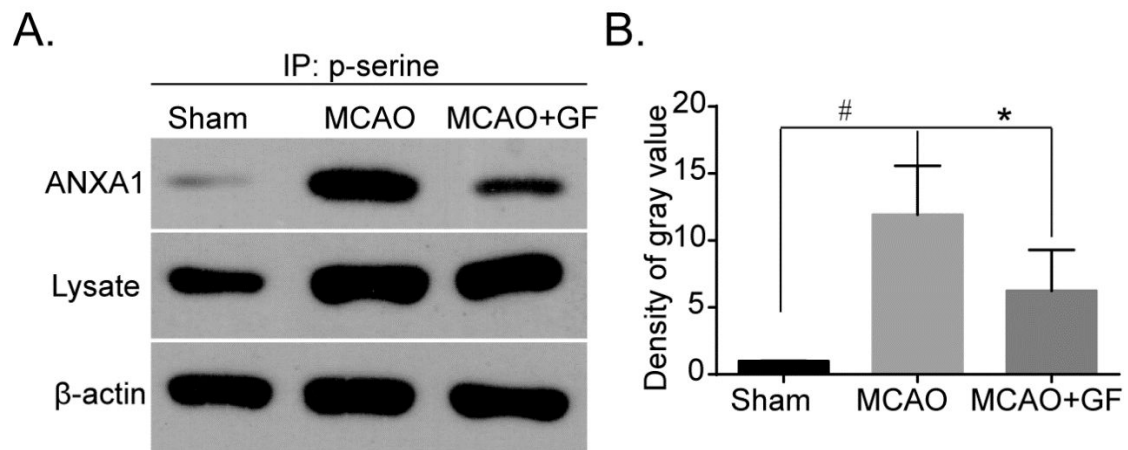 A.
IP: p-serine
Sham MCAO MCAO+GF
ANXA1
Lysate
β-actin
B.
Density of gray value
20
15
10
5
0
# *
Sham MCAO MCAO+GF